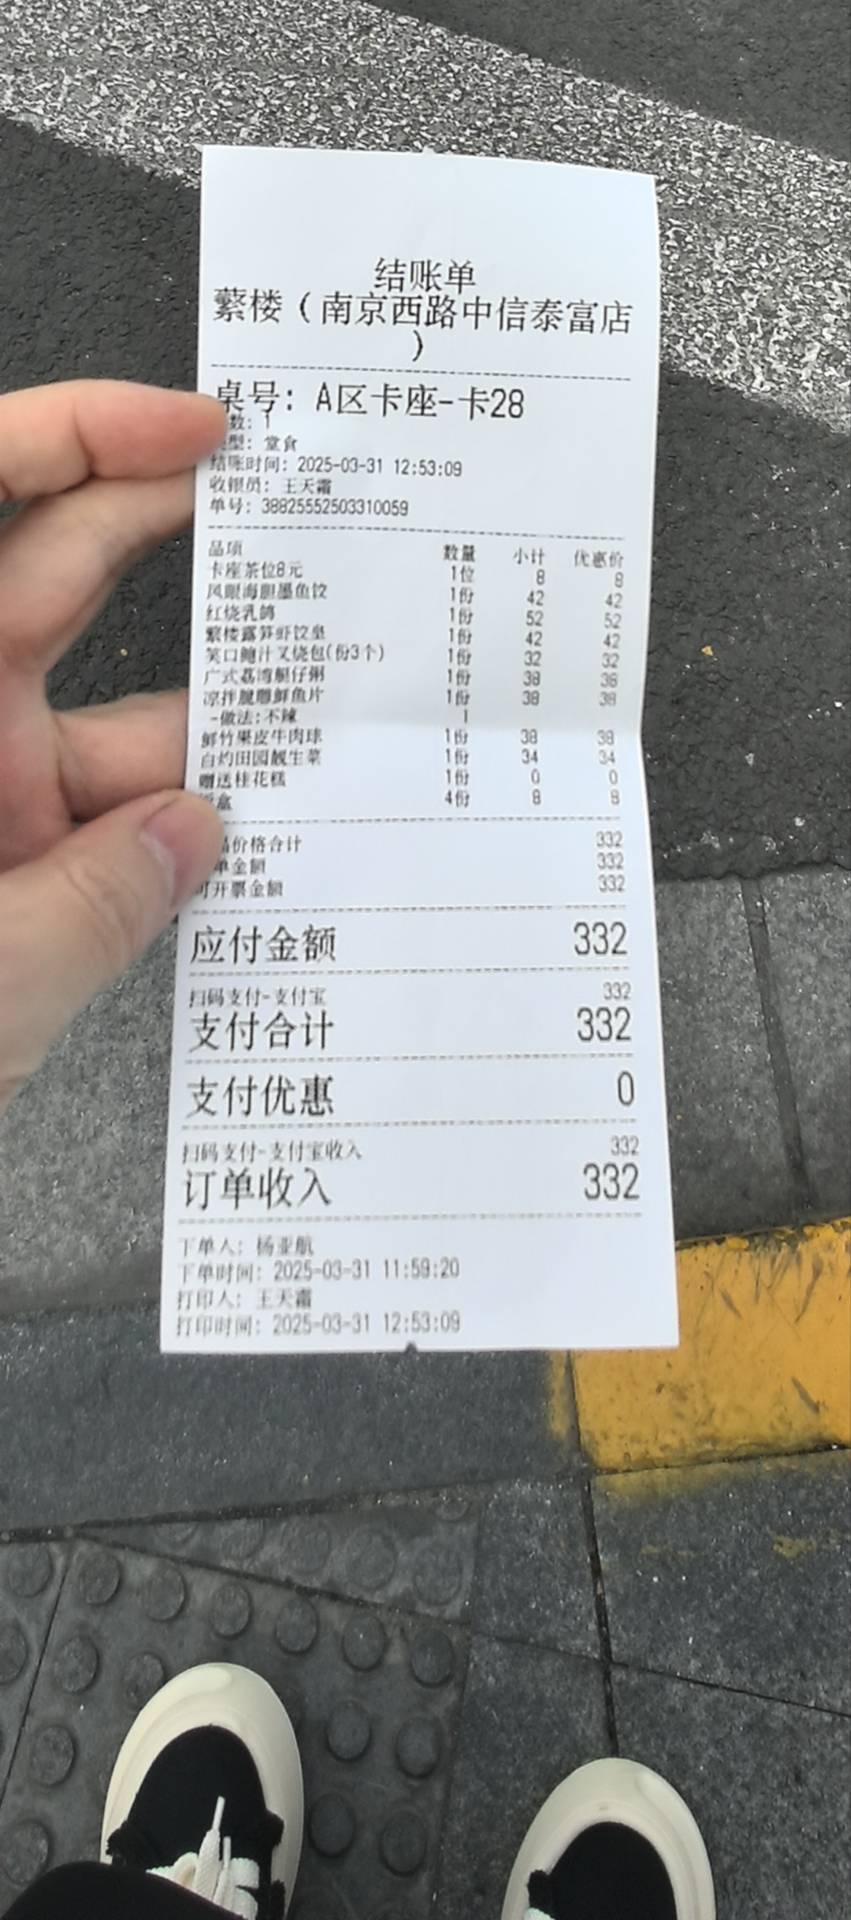 结账单
蘩楼（南京西路中信泰富店
）
桌号: A区卡座-卡28
数: 1
型: 堂食
结账时间: 2025-03-31 12:53:09
收银员: 王天霜
单号: 38825552503310059
品项 数量 小计 优惠价
卡座茶位8元 1位 8 8
凤眼海胆墨鱼饺 1份 42 42
红烧乳鸽 1份 52 52
蘩楼露笋虾饺皇 1份 42 42
笑口鲍汁叉烧包(份3个) 1份 32 32
广式荔湾艇仔粥 1份 38 38
凉拌脆嘢鲜鱼片 1份 38 38
-做法:不辣 1
鲜竹果皮牛肉球 1份 38 38
白灼田园靓生菜 1份 34 34
赠送桂花糕 1份 0 0
盒 4份 8 8
品价格合计 332
单金额 332
可开票金额 332
应付金额 332
扫码支付-支付宝 332
支付合计 332
支付优惠 0
扫码支付-支付宝收入 332
订单收入 332
下单人: 杨亚航
下单时间: 2025-03-31 11:59:20
打印人: 王天霜
打印时间: 2025-03-31 12:53:09